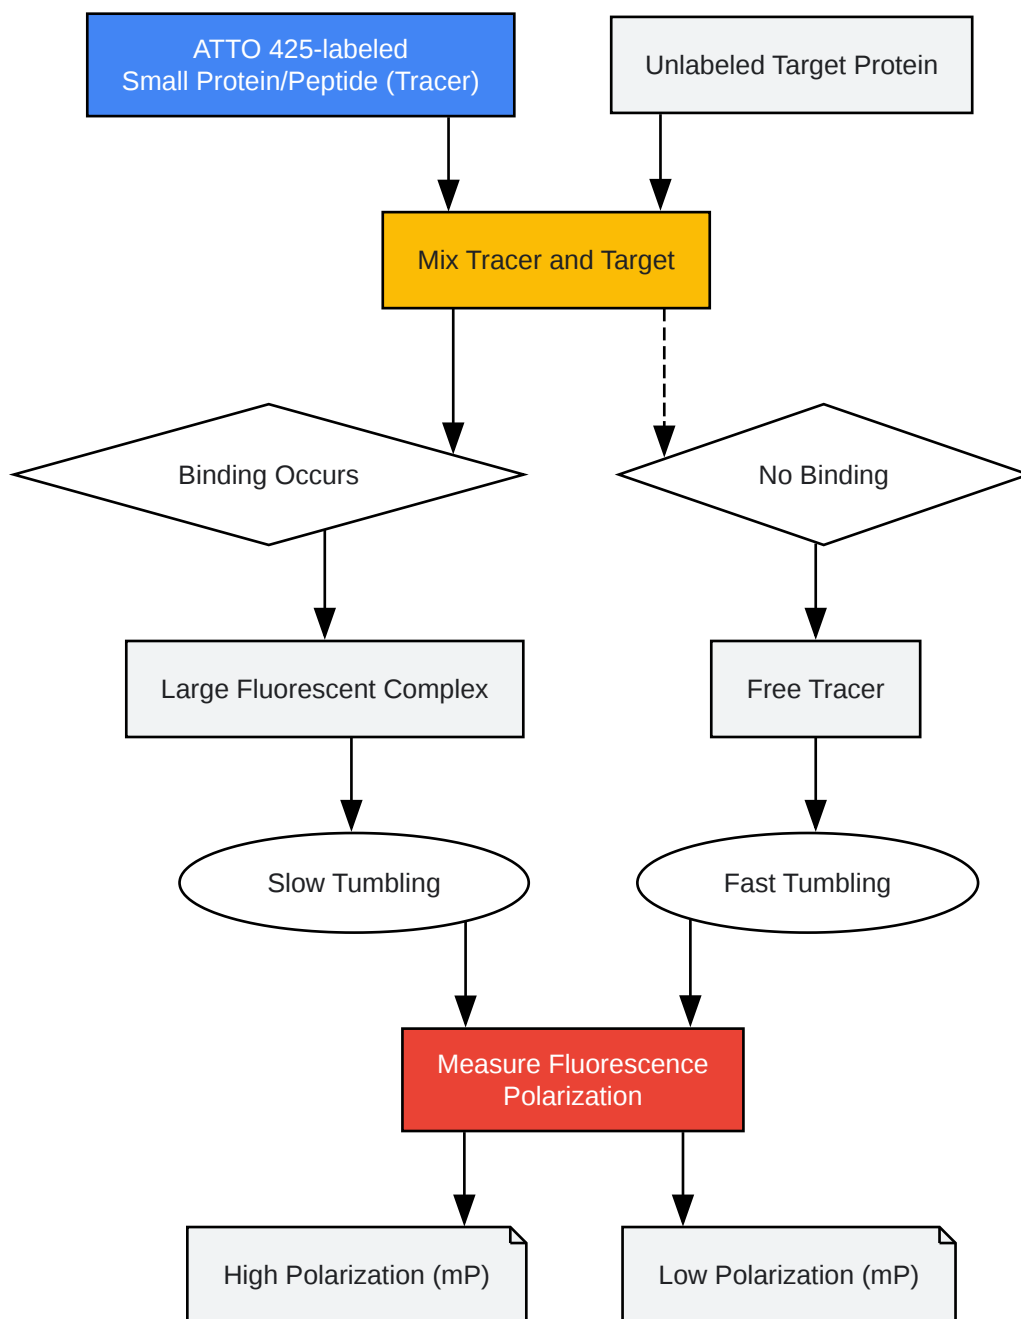 ATTO 425-labeled
Small Protein/Peptide (Tracer)
Unlabeled Target Protein
Mix Tracer and Target
Binding Occurs
No Binding
Large Fluorescent Complex
Free Tracer
Slow Tumbling
Fast Tumbling
Measure Fluorescence
Polarization
High Polarization (mP)
Low Polarization (mP)